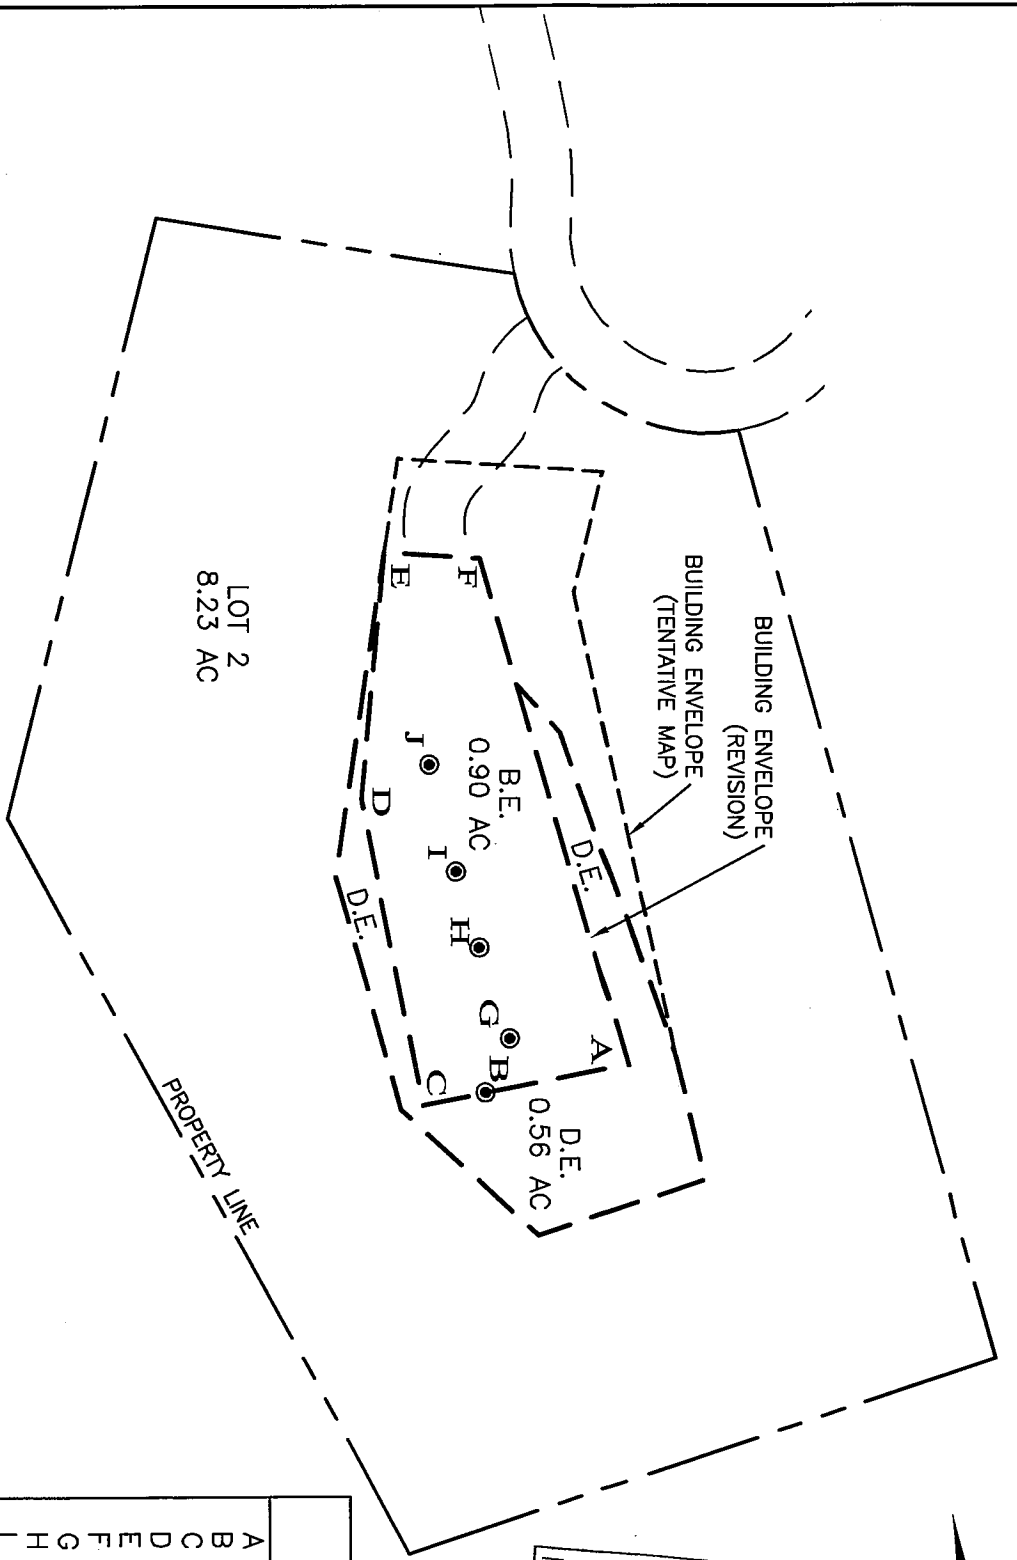 BUILDING ENVELOPE
(REVISION)
BUILDING ENVELOPE
(TENTATIVE MAP)
LOT 2
8.23 AC
B.E.
0.90 AC
D.E.
D.E.
D.E.
0.56 AC
A
B
C
D
E
F
G
H
I
J
PROPERTY LINE
A
B
C
D
E
F
G
H